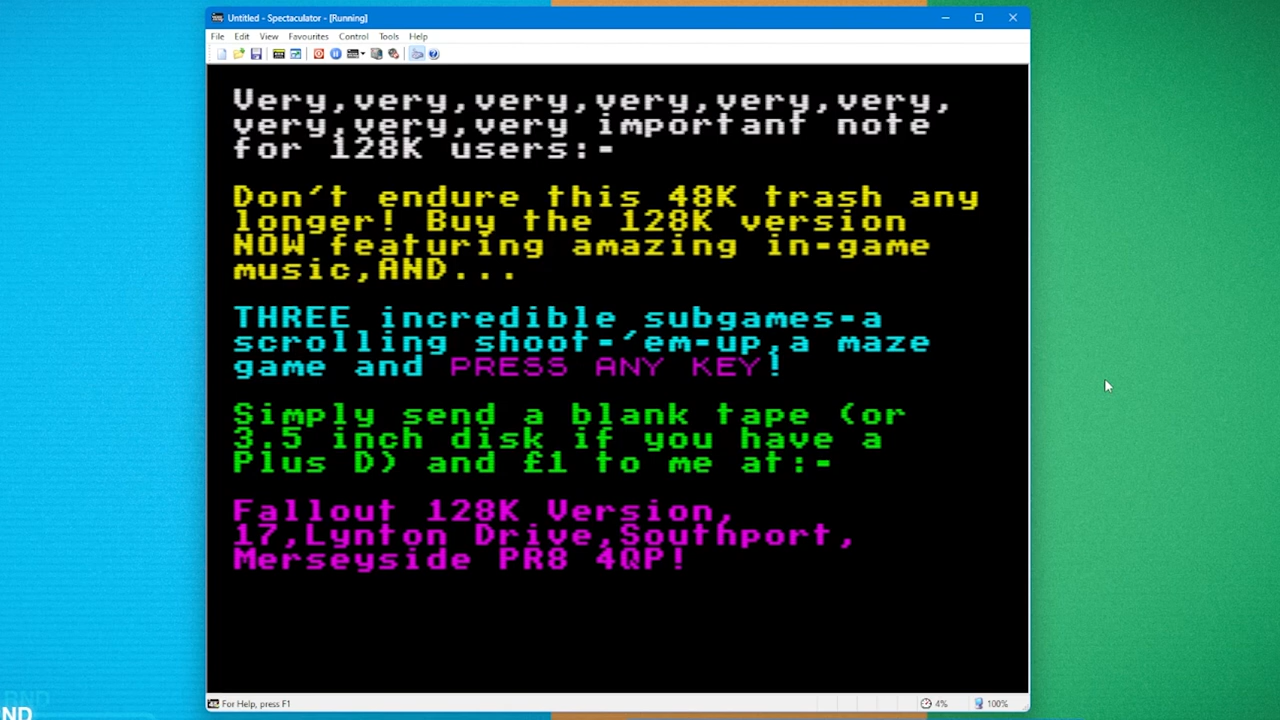 Untitled - Spectaculator - [Running]
File Edit View Favourites Control Tools Help
Very,very,very,very,very,very,
very,very,very important note
for 128K users:-
Don't endure this 48K trash any
longer! Buy the 128K version
NOW featuring amazing in-game
music,AND...
THREE incredible subgames-a
scrolling shoot-'em-up,a maze
game and PRESS ANY KEY!
Simply send a blank tape (or
3.5 inch disk if you have a
Plus D) and £1 to me at:-
Fallout 128K Version,
17,Lynton Drive,Southport,
Merseyside PR8 4QP!
For Help, press F1
4%
100%
RND
ND